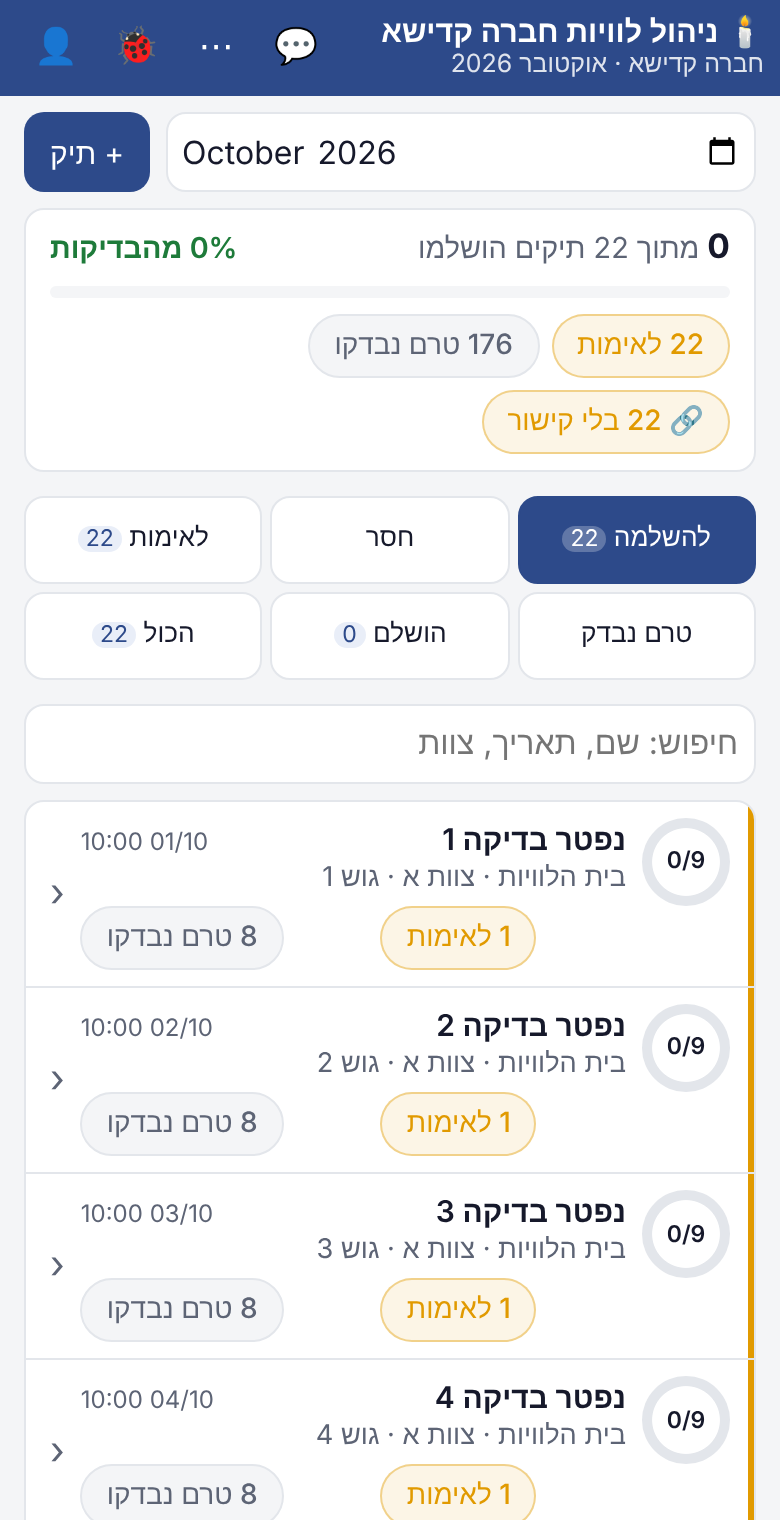 🕯️ ניהול לוויות חברה קדישא
חברה קדישא · אוקטובר 2026
💬 ⋯ 🐞 👤
October 2026
+ תיק
0 מתוך 22 תיקים הושלמו
0% מהבדיקות
22 לאימות
176 טרם נבדקו
🔗 22 בלי קישור
להשלמה 22
חסר
לאימות 22
טרם נבדק
הושלם 0
הכול 22
חיפוש: שם, תאריך, צוות
0/9
נפטר בדיקה 1
01/10 10:00
בית הלוויות · צוות א · גוש 1
1 לאימות
8 טרם נבדקו
0/9
נפטר בדיקה 2
02/10 10:00
בית הלוויות · צוות א · גוש 2
1 לאימות
8 טרם נבדקו
0/9
נפטר בדיקה 3
03/10 10:00
בית הלוויות · צוות א · גוש 3
1 לאימות
8 טרם נבדקו
0/9
נפטר בדיקה 4
04/10 10:00
בית הלוויות · צוות א · גוש 4
1 לאימות
8 טרם נבדקו